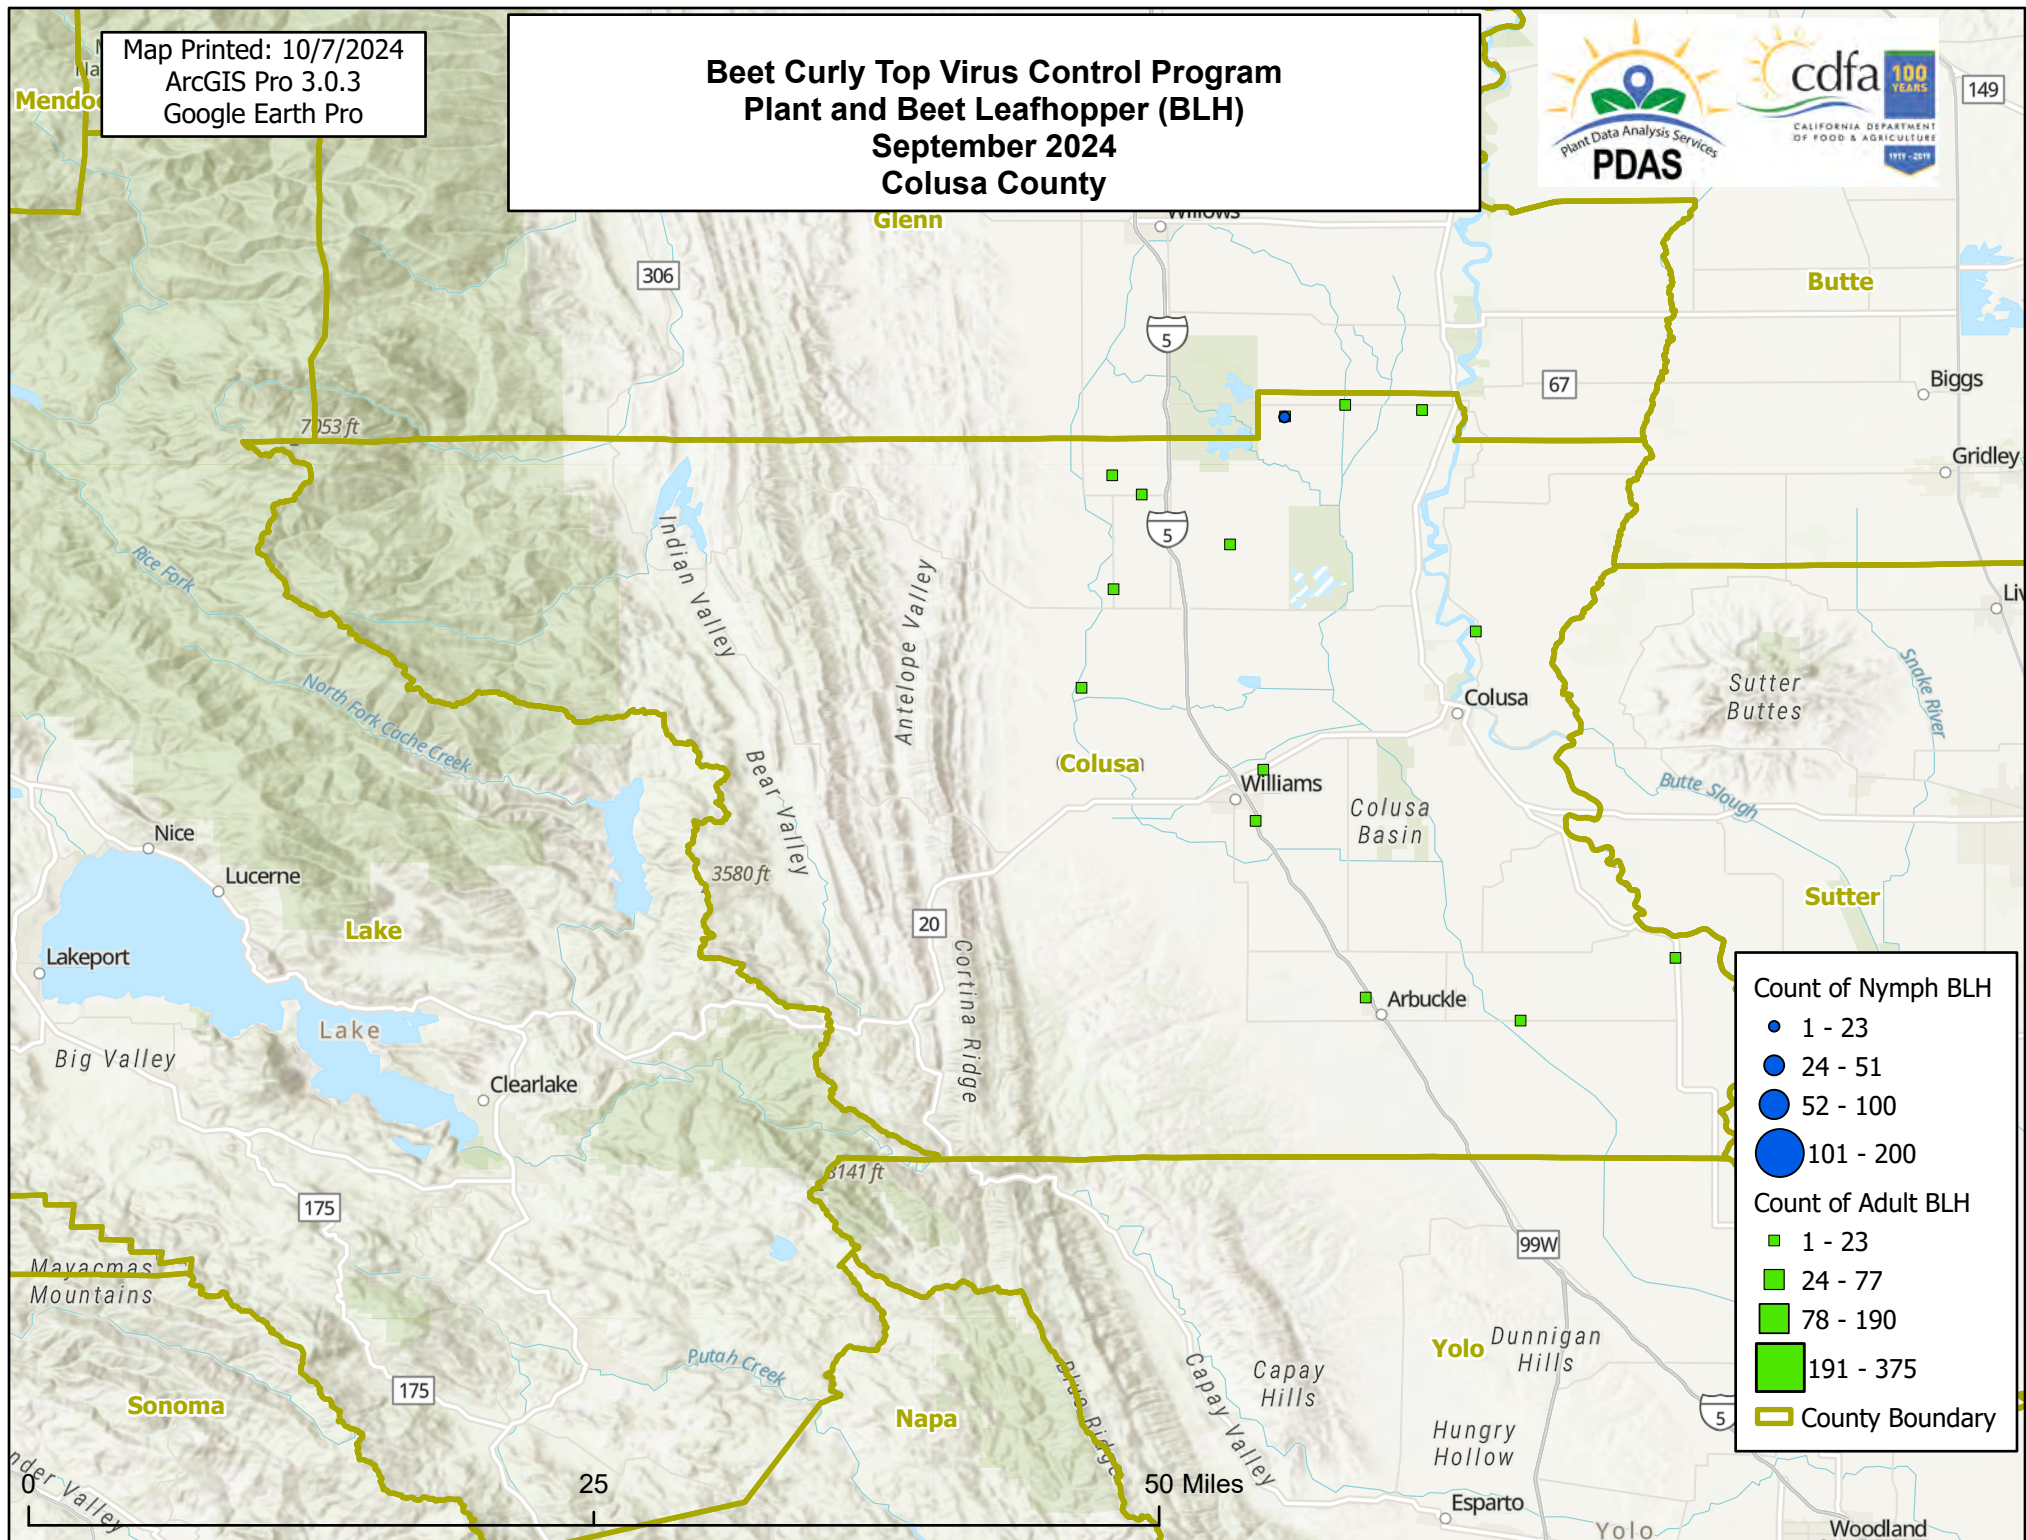 Map Printed: 10/7/2024
ArcGIS Pro 3.0.3
Google Earth Pro
Beet Curly Top Virus Control Program
Plant and Beet Leafhopper (BLH)
September 2024
Colusa County
Plant Data Analysis Services
PDAS
cdfa
100
YEARS
CALIFORNIA DEPARTMENT
OF FOOD & AGRICULTURE
1919 - 2019
149
Mendo
Glenn
Willows
306
Butte
5
67
Biggs
7053 ft
Gridley
5
Indian Valley
Rice Fork
Antelope Valley
Liv
North Fork Cache Creek
Snake River
Sutter
Buttes
Colusa
Bear Valley
Colusa
Williams
Butte Slough
Colusa
Basin
Nice
3580 ft
Lucerne
Sutter
20
Lake
Cortina Ridge
Lakeport
Arbuckle
Lake
Big Valley
Clearlake
3141 ft
175
99W
Mayacmas
Mountains
Yolo
Dunnigan
Hills
Putah Creek
Blue Ridge
Capay Valley
Capay
Hills
175
Sonoma
Napa
5
Hungry
Hollow
nder Valley
Esparto
Yolo
Woodland
0
25
50 Miles
Count of Nymph BLH
1 - 23
24 - 51
52 - 100
101 - 200
Count of Adult BLH
1 - 23
24 - 77
78 - 190
191 - 375
County Boundary